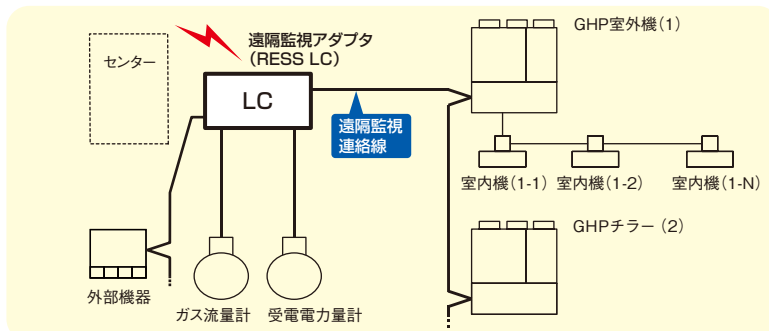 センター
遠隔監視アダプタ
(RESS LC)
LC
遠隔監視
連絡線
GHP室外機(1)
室内機(1-1)
室内機(1-2)
室内機(1-N)
GHPチラー(2)
外部機器
ガス流量計
受電電力量計